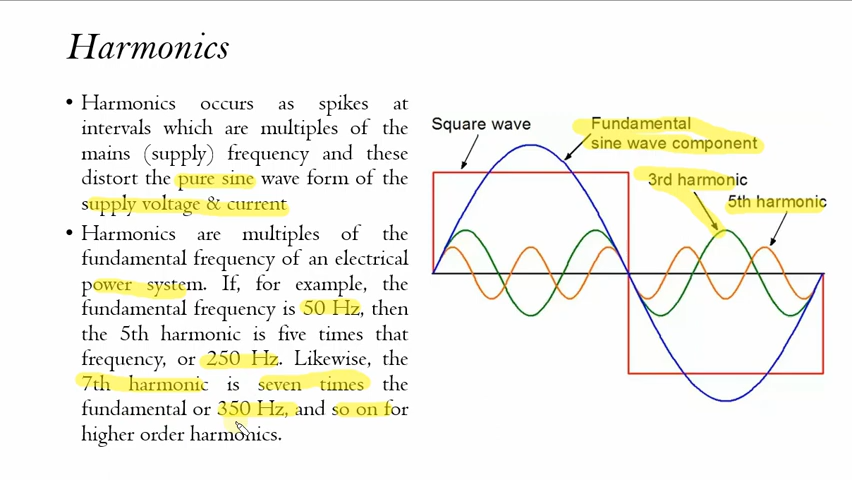 Harmonics
• Harmonics occurs as spikes at
intervals which are multiples of the
mains (supply) frequency and these
distort the pure sine wave form of the
supply voltage & current
• Harmonics are multiples of the
fundamental frequency of an electrical
power system. If, for example, the
fundamental frequency is 50 Hz, then
the 5th harmonic is five times that
frequency, or 250 Hz. Likewise, the
7th harmonic is seven times the
fundamental or 350 Hz, and so on for
higher order harmonics.
Square wave
Fundamental
sine wave component
3rd harmonic
5th harmonic